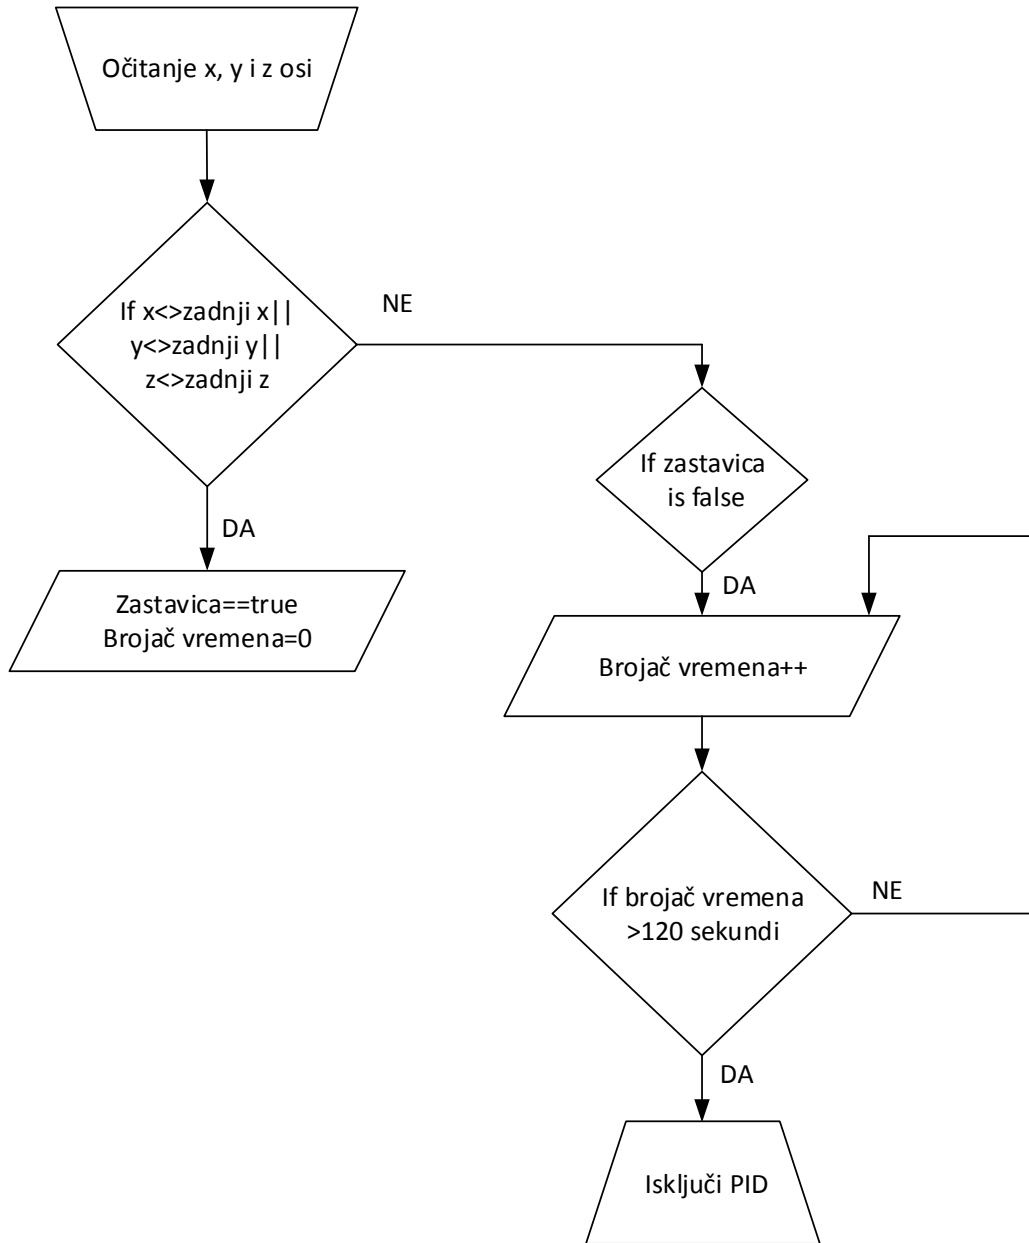 Očitanje x, y i z osi
If x<>zadnji x||
y<>zadnji y||
z<>zadnji z
NE
DA
Zastavica==true
Brojač vremena=0
If zastavica
is false
DA
Brojač vremena++
If brojač vremena
>120 sekundi
NE
DA
Isključi PID